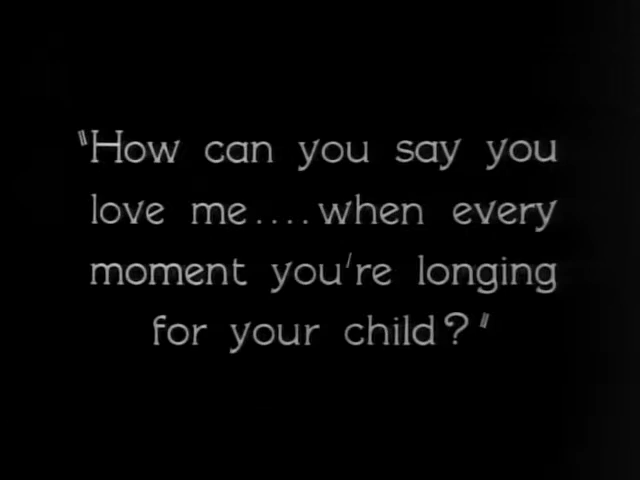 "How can you say you
love me....when every
moment you're longing
for your child?"